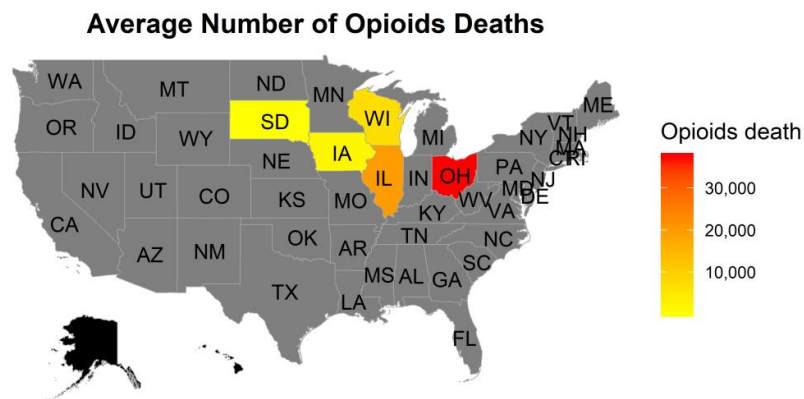 Average Number of Opioids Deaths
WA
MT
ND
MN
ME
OR
ID
SD
WI
MI
VT
NH
NY
MA
CT
RI
WY
IA
NE
PA
NJ
NV
UT
CO
IL
IN
OH
MD
DE
WV
VA
KS
MO
KY
CA
AZ
NM
OK
AR
TN
NC
SC
MS
AL
GA
TX
LA
FL
Opioids death
30,000
20,000
10,000